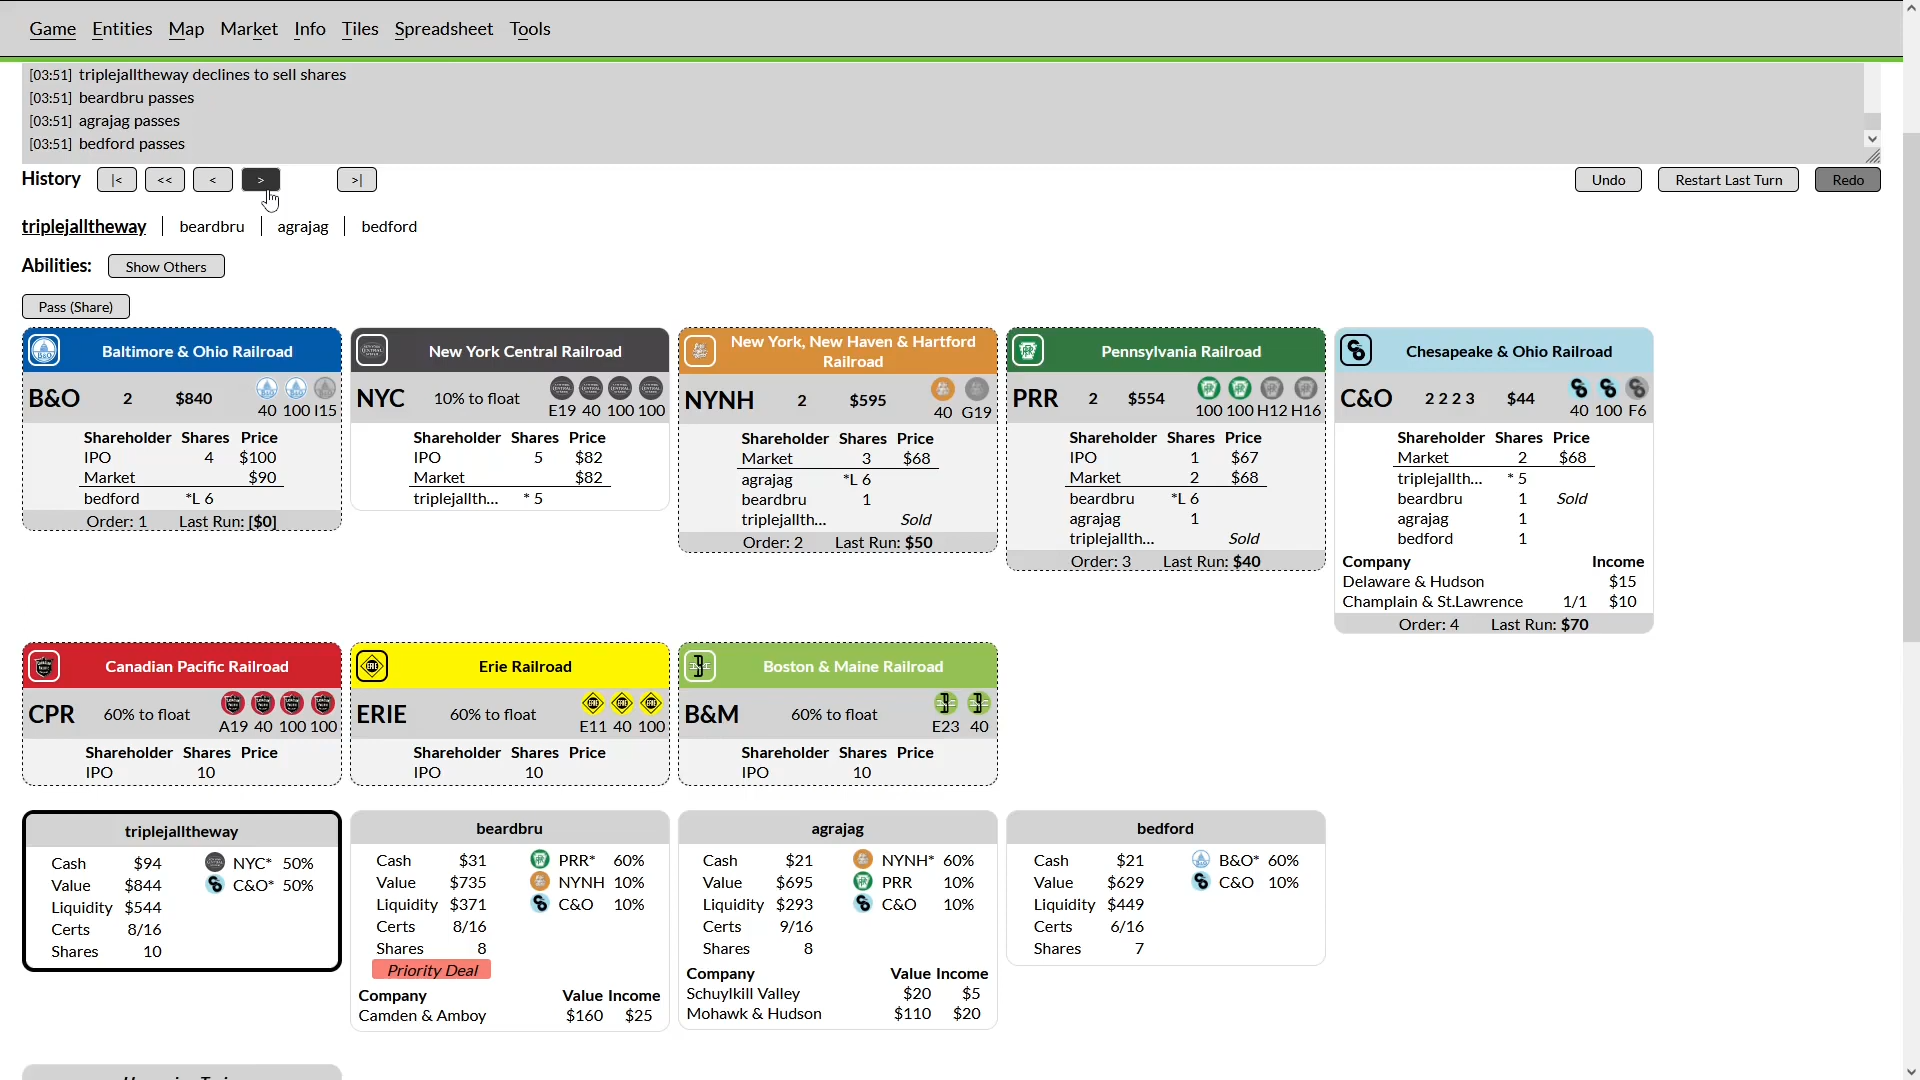 Game Entities Map Market Info Tiles Spreadsheet Tools
[03:51] triplejalltheway declines to sell shares
[03:51] beardbru passes
[03:51] agrajag passes
[03:51] bedford passes
History |< << < > >| Undo Restart Last Turn Redo
triplejalltheway beardbru agrajag bedford
Abilities: Show Others
Pass (Share)
Baltimore & Ohio Railroad
B&O 2 $840 40 100 I15
Shareholder Shares Price
IPO 4 $100
Market $90
bedford *L 6
Order: 1 Last Run: [$0]
New York Central Railroad
NYC 10% to float E19 40 100 100
Shareholder Shares Price
IPO 5 $82
Market $82
triplejallth... * 5
New York, New Haven & Hartford
Railroad
NYNH 2 $595 40 G19
Shareholder Shares Price
Market 3 $68
agrajag *L 6
beardbru 1
triplejallth... Sold
Order: 2 Last Run: $50
Pennsylvania Railroad
PRR 2 $554 100 100 H12 H16
Shareholder Shares Price
IPO 1 $67
Market 2 $68
beardbru *L 6
agrajag 1
triplejallth... Sold
Order: 3 Last Run: $40
Chesapeake & Ohio Railroad
C&O 2 2 2 3 $44 40 100 F6
Shareholder Shares Price
Market 2 $68
triplejallth... * 5
beardbru 1 Sold
agrajag 1
bedford 1
Company Income
Delaware & Hudson $15
Champlain & St.Lawrence 1/1 $10
Order: 4 Last Run: $70
Canadian Pacific Railroad
CPR 60% to float A19 40 100 100
Shareholder Shares Price
IPO 10
Erie Railroad
ERIE 60% to float E11 40 100
Shareholder Shares Price
IPO 10
Boston & Maine Railroad
B&M 60% to float E23 40
Shareholder Shares Price
IPO 10
triplejalltheway
Cash $94 NYC* 50%
Value $844 C&O* 50%
Liquidity $544
Certs 8/16
Shares 10
beardbru
Cash $31 PRR* 60%
Value $735 NYNH 10%
Liquidity $371 C&O 10%
Certs 8/16
Shares 8
Priority Deal
Company Value Income
Camden & Amboy $160 $25
agrajag
Cash $21 NYNH* 60%
Value $695 PRR 10%
Liquidity $293 C&O 10%
Certs 9/16
Shares 8
Company Value Income
Schuylkill Valley $20 $5
Mohawk & Hudson $110 $20
bedford
Cash $21 B&O* 60%
Value $629 C&O 10%
Liquidity $449
Certs 6/16
Shares 7